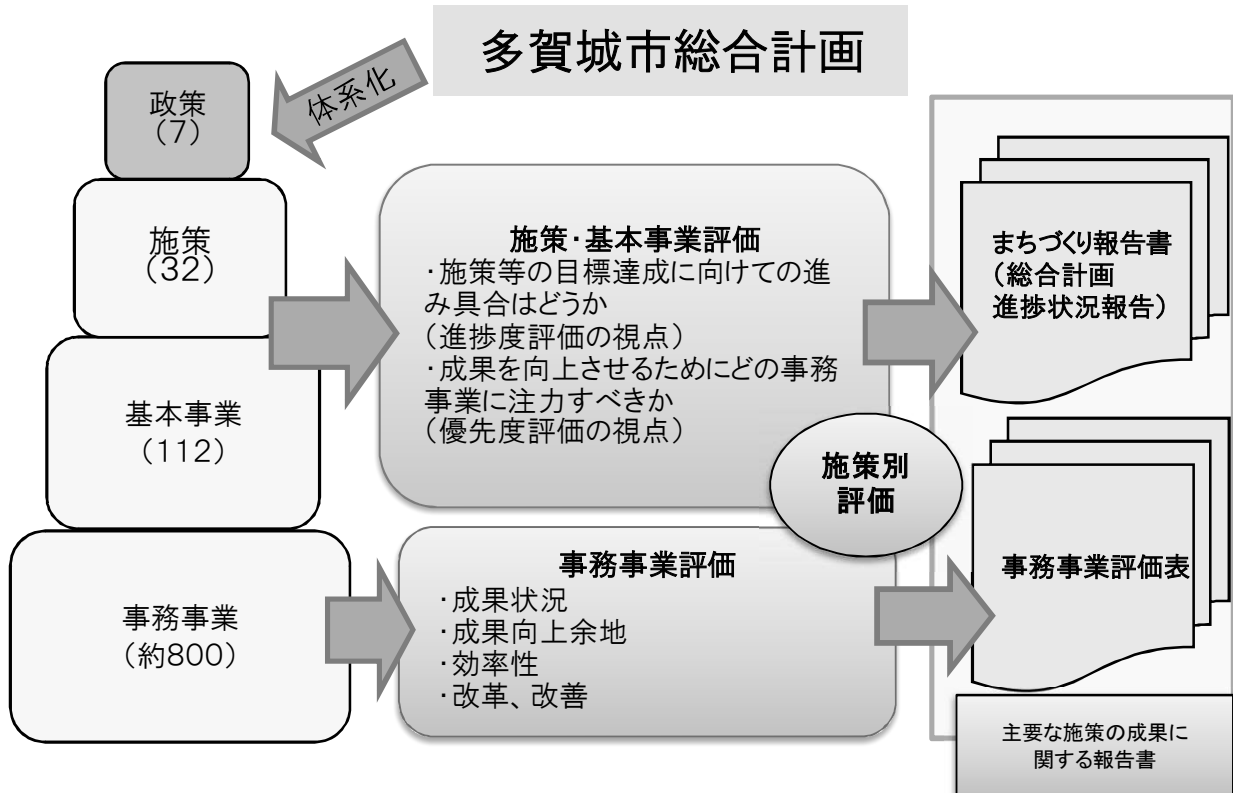 多賀城市総合計画
体系化
政策
(7)
施策
(32)
基本事業
(112)
事務事業
(約800)
施策・基本事業評価
・施策等の目標達成に向けての進
み具合はどうか
(進捗度評価の視点)
・成果を向上させるためにどの事務
事業に注力すべきか
(優先度評価の視点)
施策別
評価
事務事業評価
・成果状況
・成果向上余地
・効率性
・改革、改善
まちづくり報告書
(総合計画
進捗状況報告)
事務事業評価表
主要な施策の成果に
関する報告書